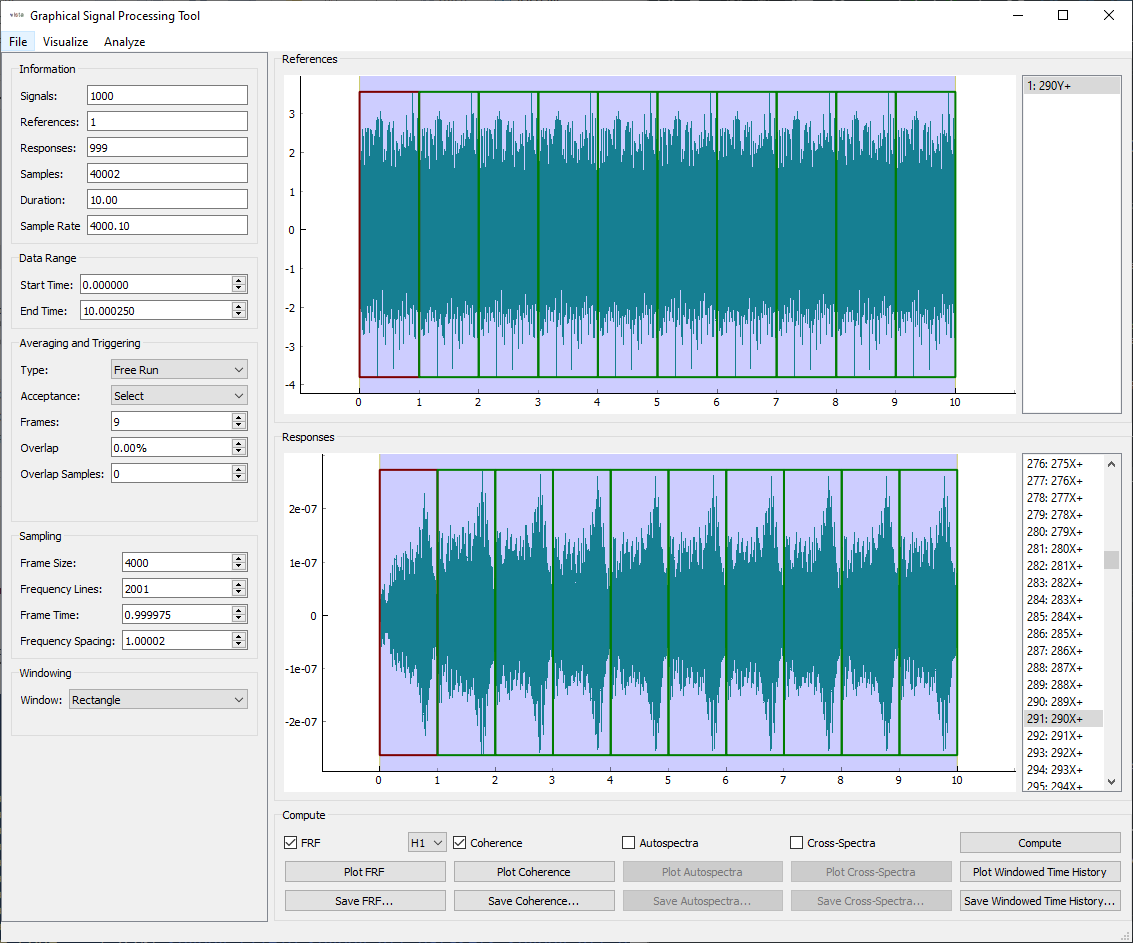 Graphical Signal Processing Tool
File Visualize Analyze
Information
Signals: 1000
References: 1
Responses: 999
Samples: 40002
Duration: 10.00
Sample Rate 4000.10
Data Range
Start Time: 0.000000
End Time: 10.000250
Averaging and Triggering
Type: Free Run
Acceptance: Select
Frames: 9
Overlap 0.00%
Overlap Samples: 0
Sampling
Frame Size: 4000
Frequency Lines: 2001
Frame Time: 0.999975
Frequency Spacing: 1.00002
Windowing
Window: Rectangle
References
3
2
1
0
-1
-2
-3
-4
0 1 2 3 4 5 6 7 8 9 10
1: 290Y+
Responses
2e-07
1e-07
0
-1e-07
-2e-07
0 1 2 3 4 5 6 7 8 9 10
276: 275X+
277: 276X+
278: 277X+
279: 278X+
280: 279X+
281: 280X+
282: 281X+
283: 282X+
284: 283X+
285: 284X+
286: 285X+
287: 286X+
288: 287X+
289: 288X+
290: 289X+
291: 290X+
292: 291X+
293: 292X+
294: 293X+
295: 294X+
Compute
FRF H1 Coherence Autospectra Cross-Spectra Compute
Plot FRF Plot Coherence Plot Autospectra Plot Cross-Spectra Plot Windowed Time History
Save FRF... Save Coherence... Save Autospectra... Save Cross-Spectra... Save Windowed Time History...